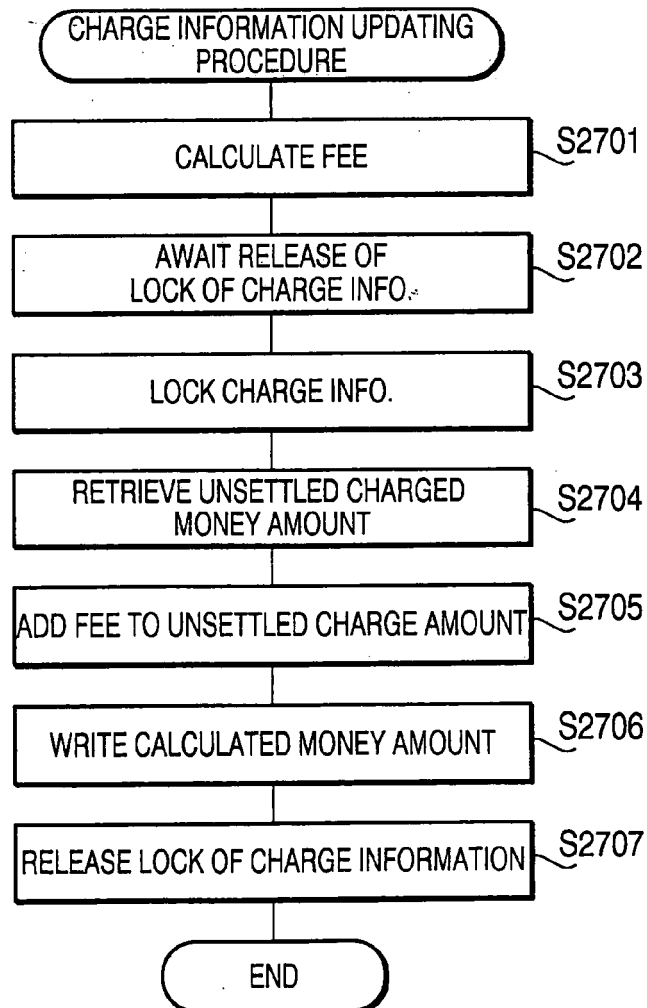 CHARGE INFORMATION UPDATING
PROCEDURE
CALCULATE FEE
S2701
AWAIT RELEASE OF
LOCK OF CHARGE INFO.
S2702
LOCK CHARGE INFO.
S2703
RETRIEVE UNSETTLED CHARGED
MONEY AMOUNT
S2704
ADD FEE TO UNSETTLED CHARGE AMOUNT
S2705
WRITE CALCULATED MONEY AMOUNT
S2706
RELEASE LOCK OF CHARGE INFORMATION
S2707
END